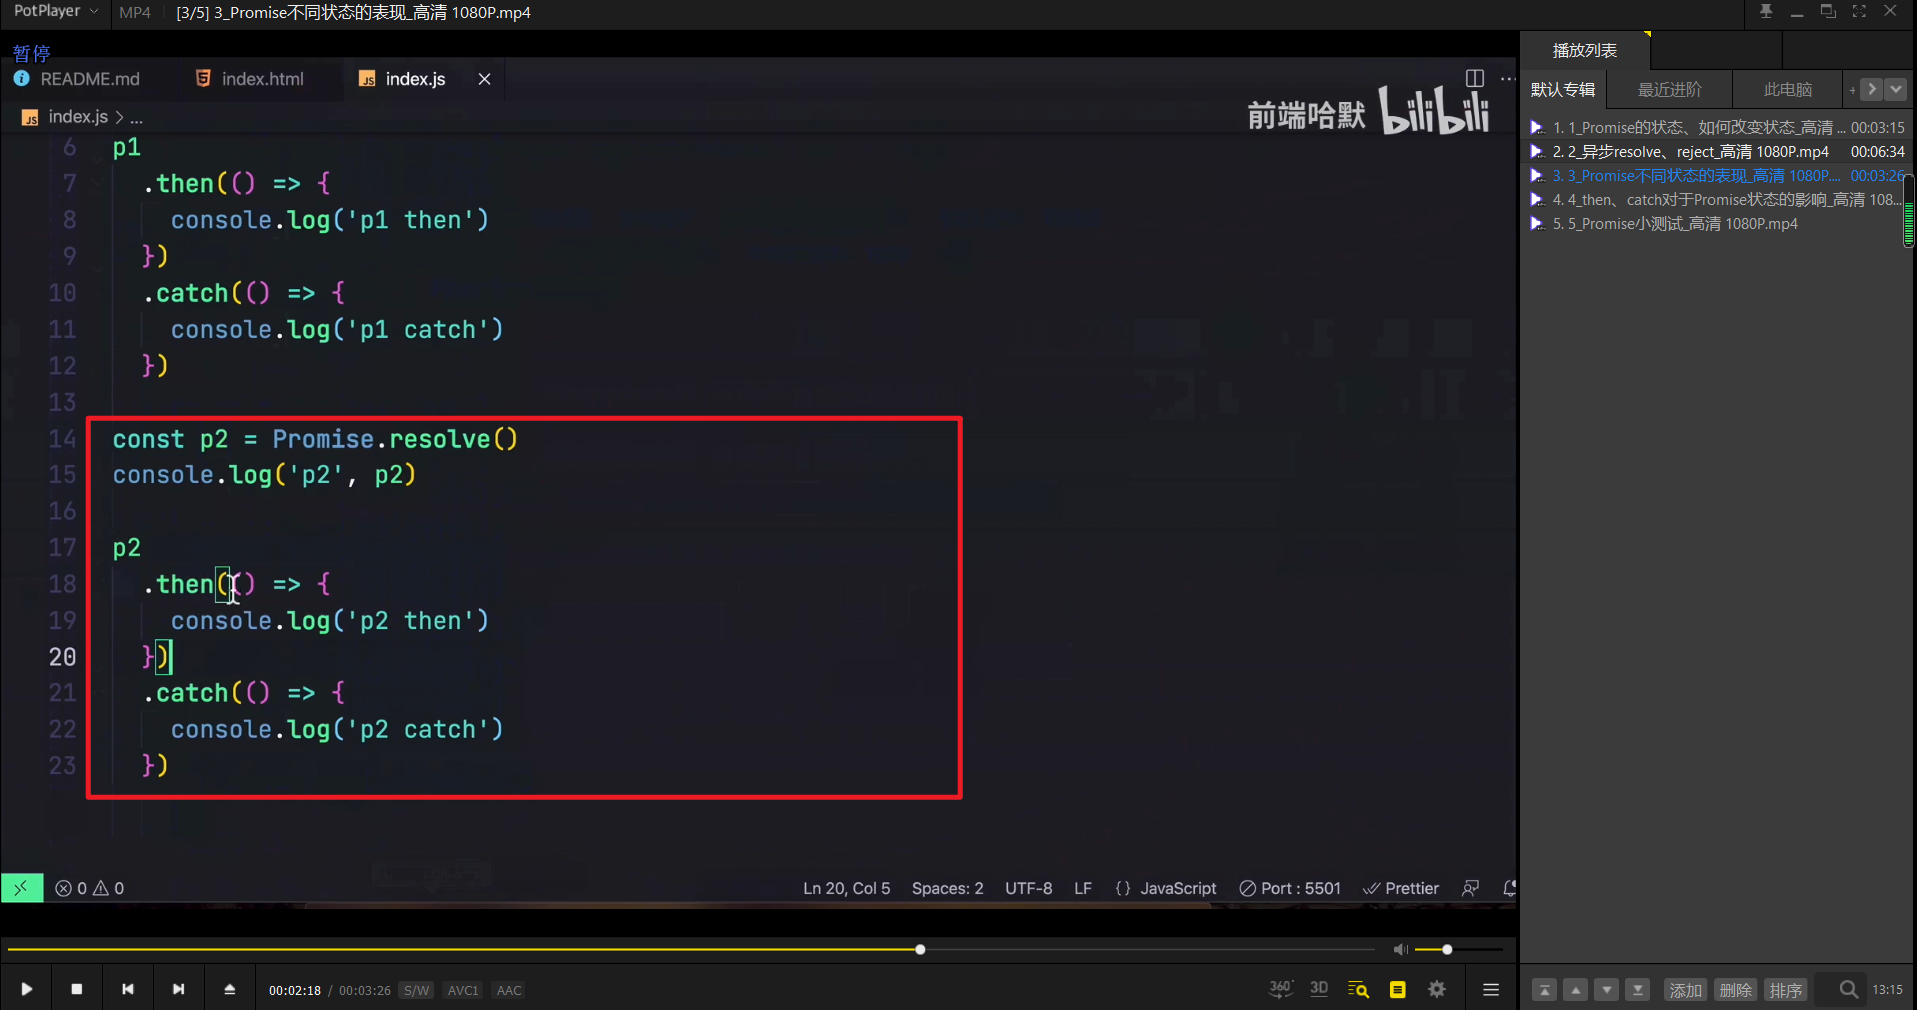 PotPlayer MP4 [3/5] 3_Promise不同状态的表现_高清 1080P.mp4
暂停
README.md index.html JS index.js
JS index.js > ...
前端哈默 bilibili
6 p1
7 .then(() => {
8 console.log('p1 then')
9 })
10 .catch(() => {
11 console.log('p1 catch')
12 })
13
14 const p2 = Promise.resolve()
15 console.log('p2', p2)
16
17 p2
18 .then(() => {
19 console.log('p2 then')
20 })
21 .catch(() => {
22 console.log('p2 catch')
23 })
0 0 Ln 20, Col 5 Spaces: 2 UTF-8 LF {} JavaScript Port : 5501 Prettier
00:02:18 / 00:03:26 S/W AVC1 AAC
360° 3D
播放列表
默认专辑 最近进阶 此电脑 +
1. 1_Promise的状态、如何改变状态_高清 ... 00:03:15
2. 2_异步resolve、reject_高清 1080P.mp4 00:06:34
3. 3_Promise不同状态的表现_高清 1080P.... 00:03:26
4. 4_then、catch对于Promise状态的影响_高清 108...
5. 5_Promise小测试_高清 1080P.mp4
添加 删除 排序 13:15